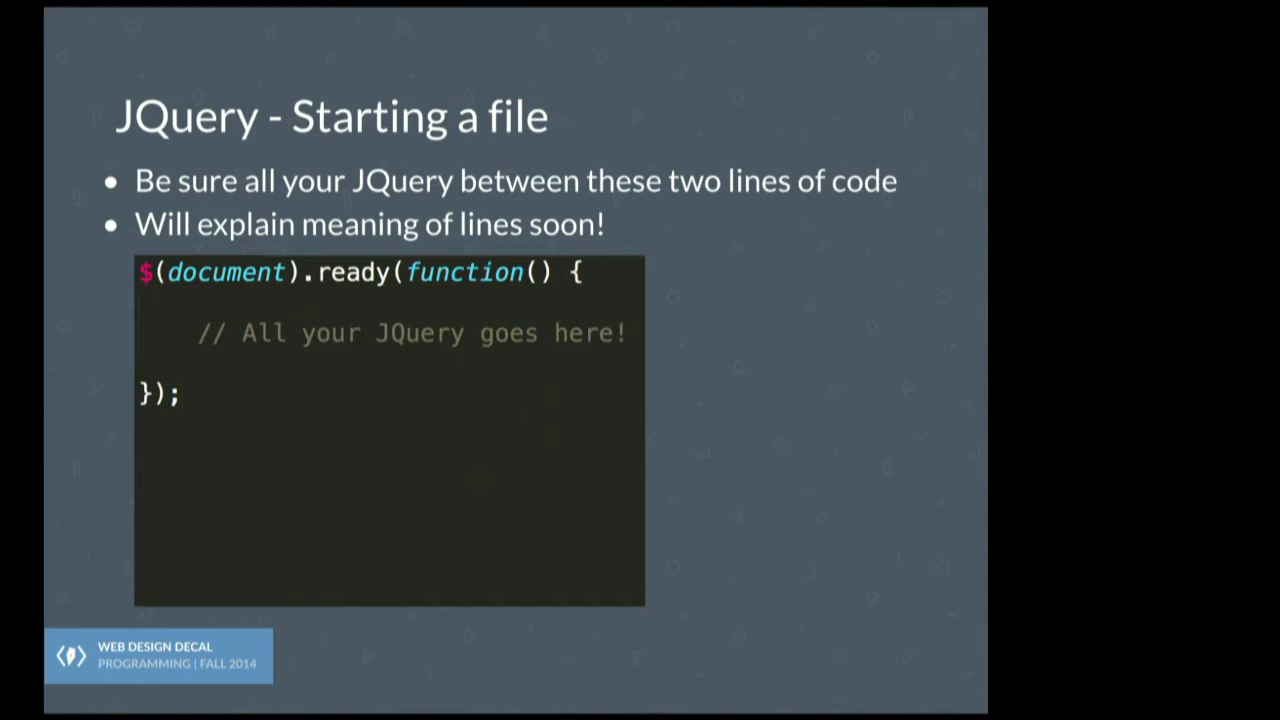 JQuery - Starting a file
• Be sure all your JQuery between these two lines of code
• Will explain meaning of lines soon!
$(document).ready(function() {
// All your JQuery goes here!
});
WEB DESIGN DECAL
PROGRAMMING | FALL 2014